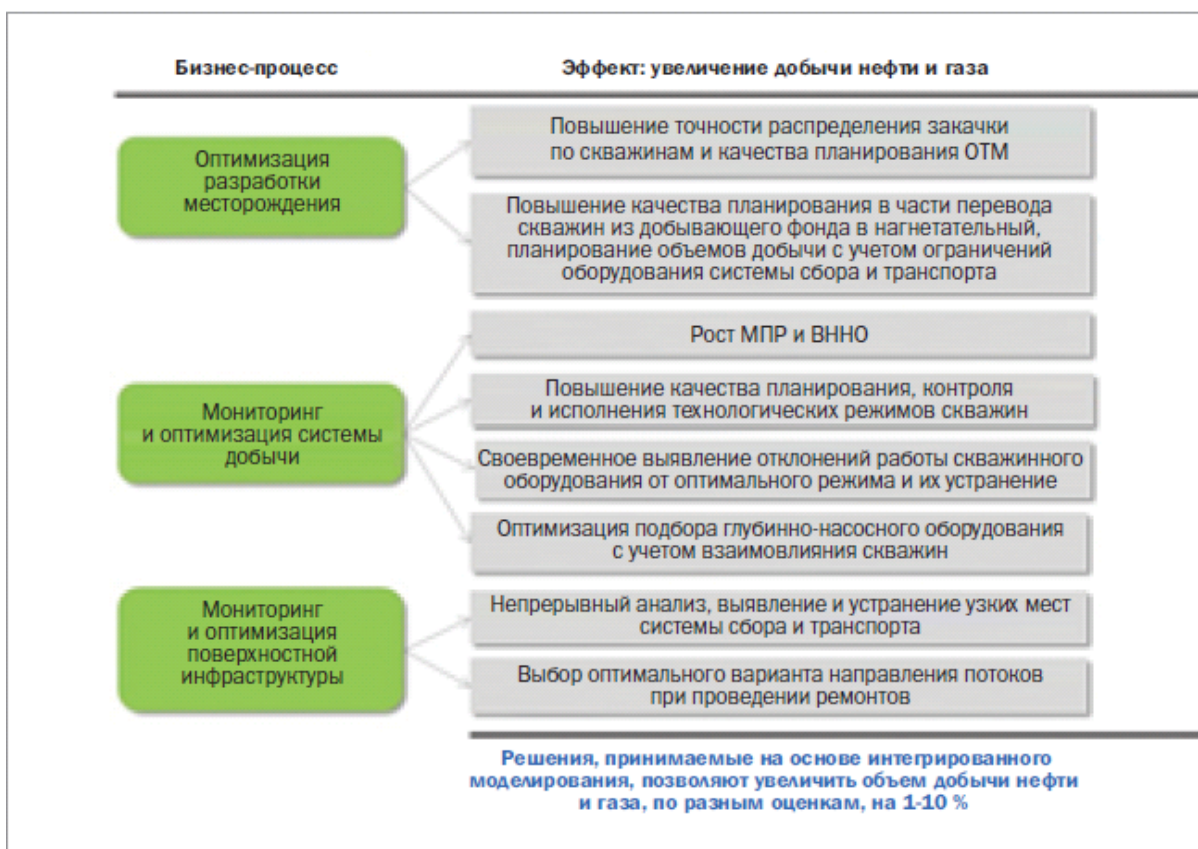 Бизнес-процесс
Эффект: увеличение добычи нефти и газа
Оптимизация
разработки
месторождения
Повышение точности распределения закачки
по скважинам и качества планирования ОТМ
Повышение качества планирования в части перевода
скважин из добывающего фонда в нагнетательный,
планирование объемов добычи с учетом ограничений
оборудования системы сбора и транспорта
Мониторинг
и оптимизация системы
добычи
Рост МПР и ВННО
Повышение качества планирования, контроля
и исполнения технологических режимов скважин
Своевременное выявление отклонений работы скважинного
оборудования от оптимального режима и их устранение
Оптимизация подбора глубинно-насосного оборудования
с учетом взаимовлияния скважин
Мониторинг
и оптимизация
поверхностной
инфраструктуры
Непрерывный анализ, выявление и устранение узких мест
системы сбора и транспорта
Выбор оптимального варианта направления потоков
при проведении ремонтов
Решения, принимаемые на основе интегрированного
моделирования, позволяют увеличить объем добычи нефти
и газа, по разным оценкам, на 1-10 %